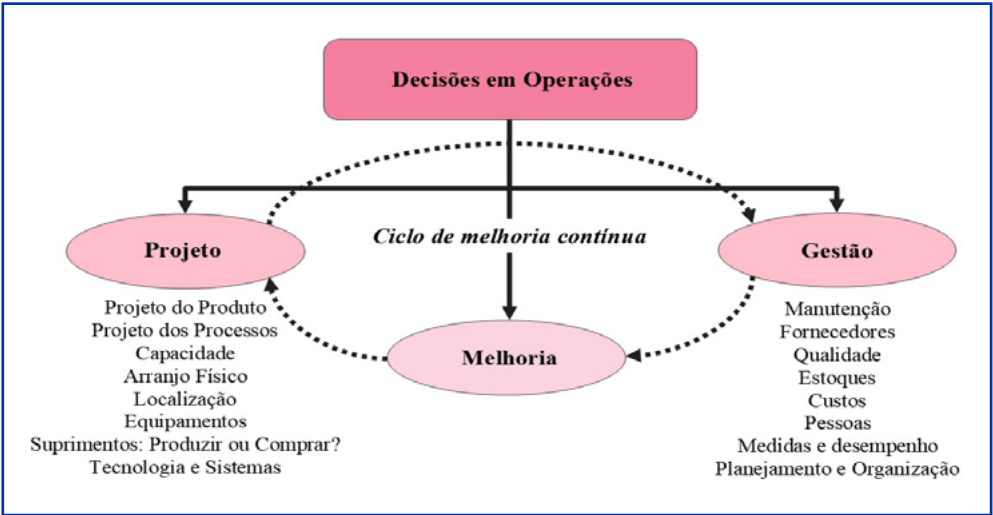 Decisões em Operações
Ciclo de melhoria contínua
Projeto
Projeto do Produto
Projeto dos Processos
Capacidade
Arranjo Físico
Localização
Equipamentos
Suprimentos: Produzir ou Comprar?
Tecnologia e Sistemas
Melhoria
Gestão
Manutenção
Fornecedores
Qualidade
Estoques
Custos
Pessoas
Medidas e desempenho
Planejamento e Organização